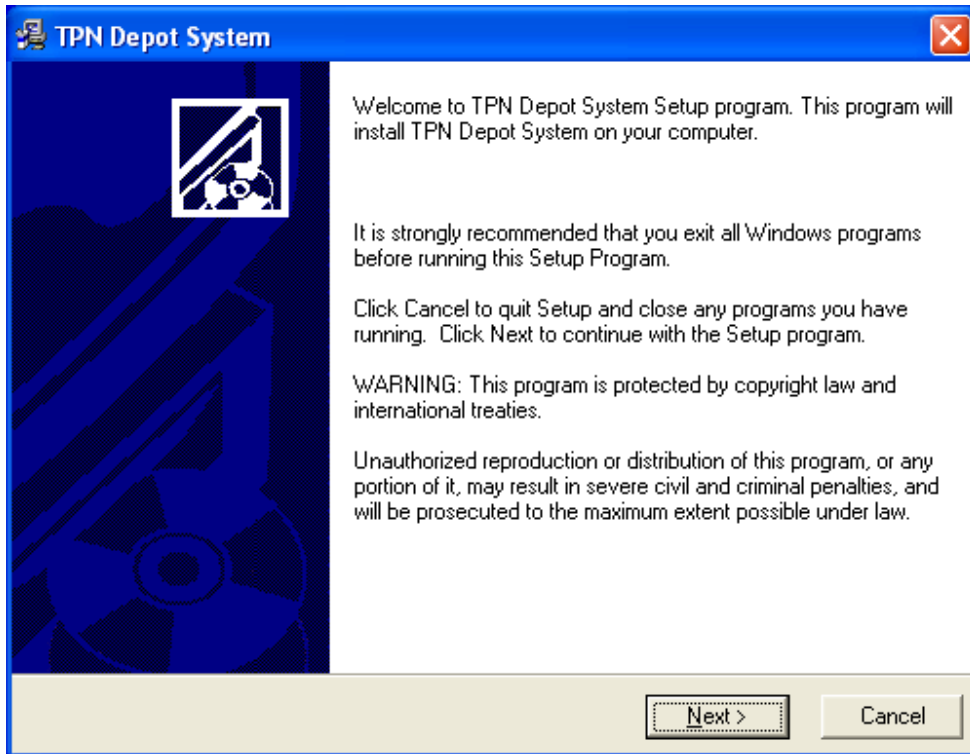 TPN Depot System
Welcome to TPN Depot System Setup program. This program will
install TPN Depot System on your computer.
It is strongly recommended that you exit all Windows programs
before running this Setup Program.
Click Cancel to quit Setup and close any programs you have
running.  Click Next to continue with the Setup program.
WARNING: This program is protected by copyright law and
international treaties.
Unauthorized reproduction or distribution of this program, or any
portion of it, may result in severe civil and criminal penalties, and
will be prosecuted to the maximum extent possible under law.
Next >
Cancel